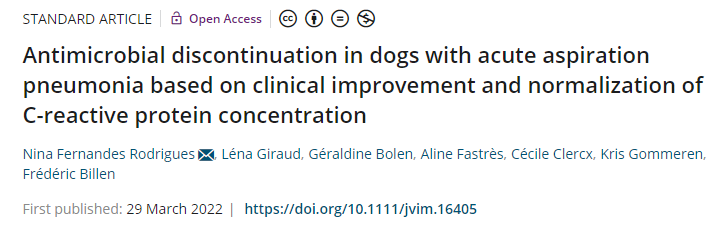 STANDARD ARTICLE | Open Access |
Antimicrobial discontinuation in dogs with acute aspiration
pneumonia based on clinical improvement and normalization of
C-reactive protein concentration
Nina Fernandes Rodrigues, Léna Giraud, Géraldine Bolen, Aline Fastrès, Cécile Clercx, Kris Gommeren,
Frédéric Billen
First published: 29 March 2022 | https://doi.org/10.1111/jvim.16405